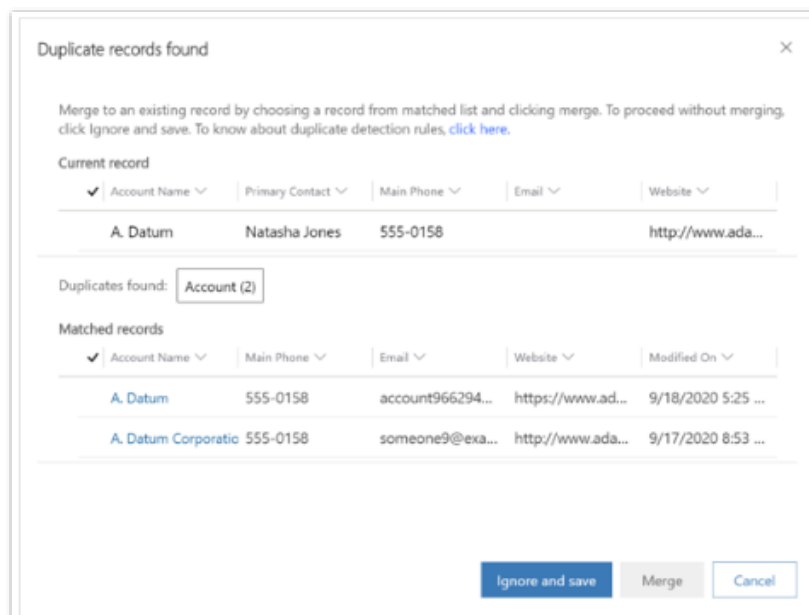 Duplicate records found
Merge to an existing record by choosing a record from matched list and clicking merge. To proceed without merging,
click Ignore and save. To know about duplicate detection rules, click here.
Current record
Account Name Primary Contact Main Phone Email Website
A. Datum Natasha Jones 555-0158 http://www.ada...
Duplicates found: Account (2)
Matched records
Account Name Main Phone Email Website Modified On
A. Datum 555-0158 account966294... https://www.ad... 9/18/2020 5:25 ...
A. Datum Corporatio 555-0158 someone9@exa... http://www.ada... 9/17/2020 8:53 ...
Ignore and save Merge Cancel